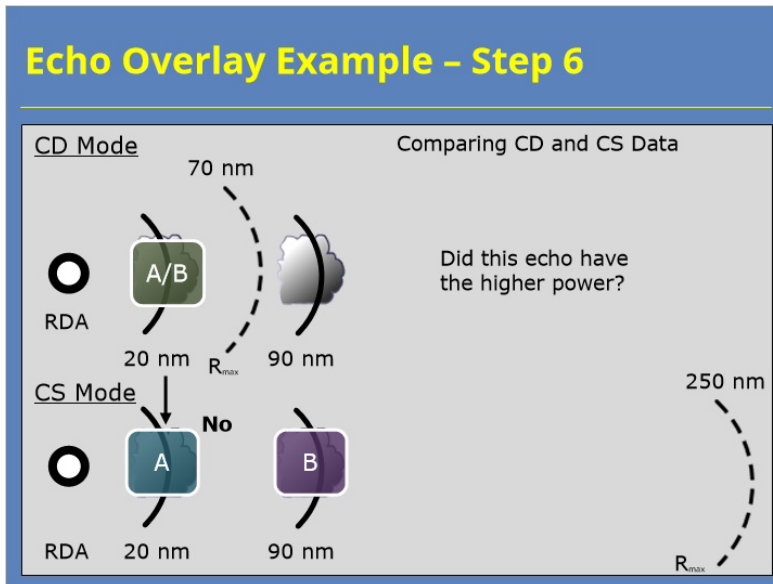 Echo Overlay Example – Step 6
CD Mode
Comparing CD and CS Data
70 nm
A/B
Did this echo have
the higher power?
RDA
20 nm
Rmax
90 nm
CS Mode
250 nm
No
A
B
RDA
20 nm
90 nm
Rmax